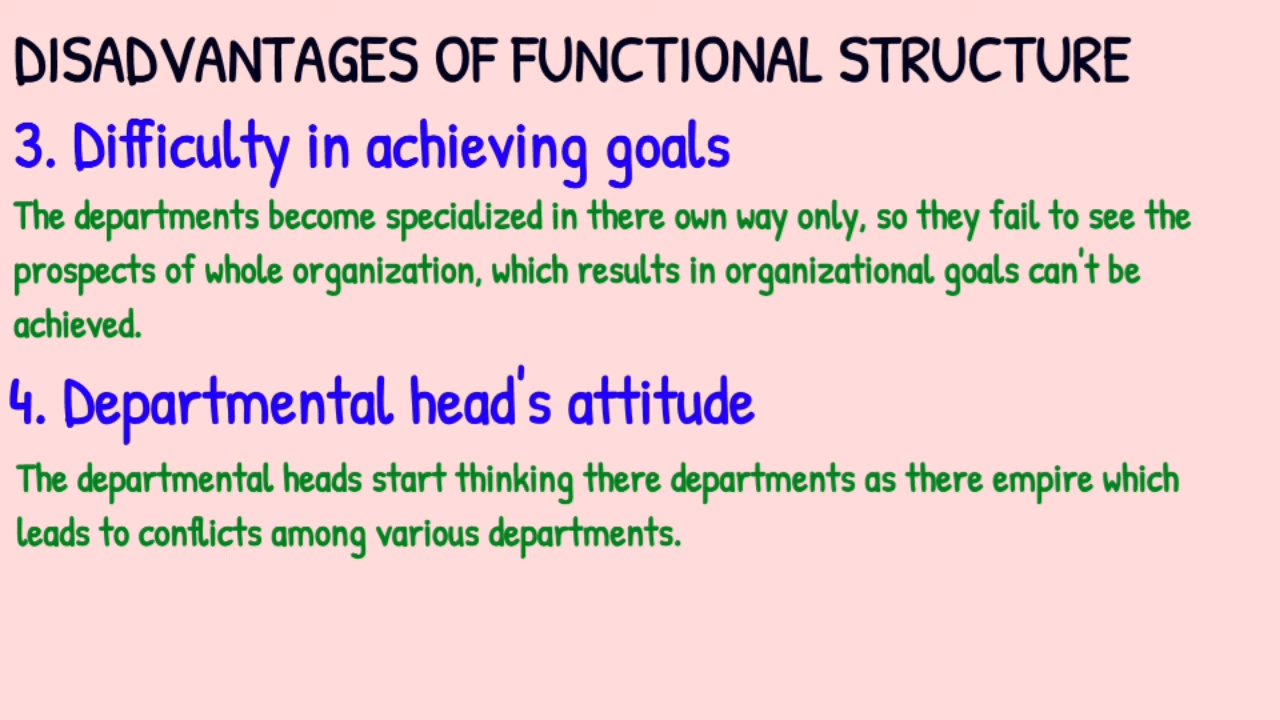 DISADVANTAGES OF FUNCTIONAL STRUCTURE
3. Difficulty in achieving goals
The departments become specialized in there own way only, so they fail to see the
prospects of whole organization, which results in organizational goals can't be
achieved.
4. Departmental head's attitude
The departmental heads start thinking there departments as there empire which
leads to conflicts among various departments.